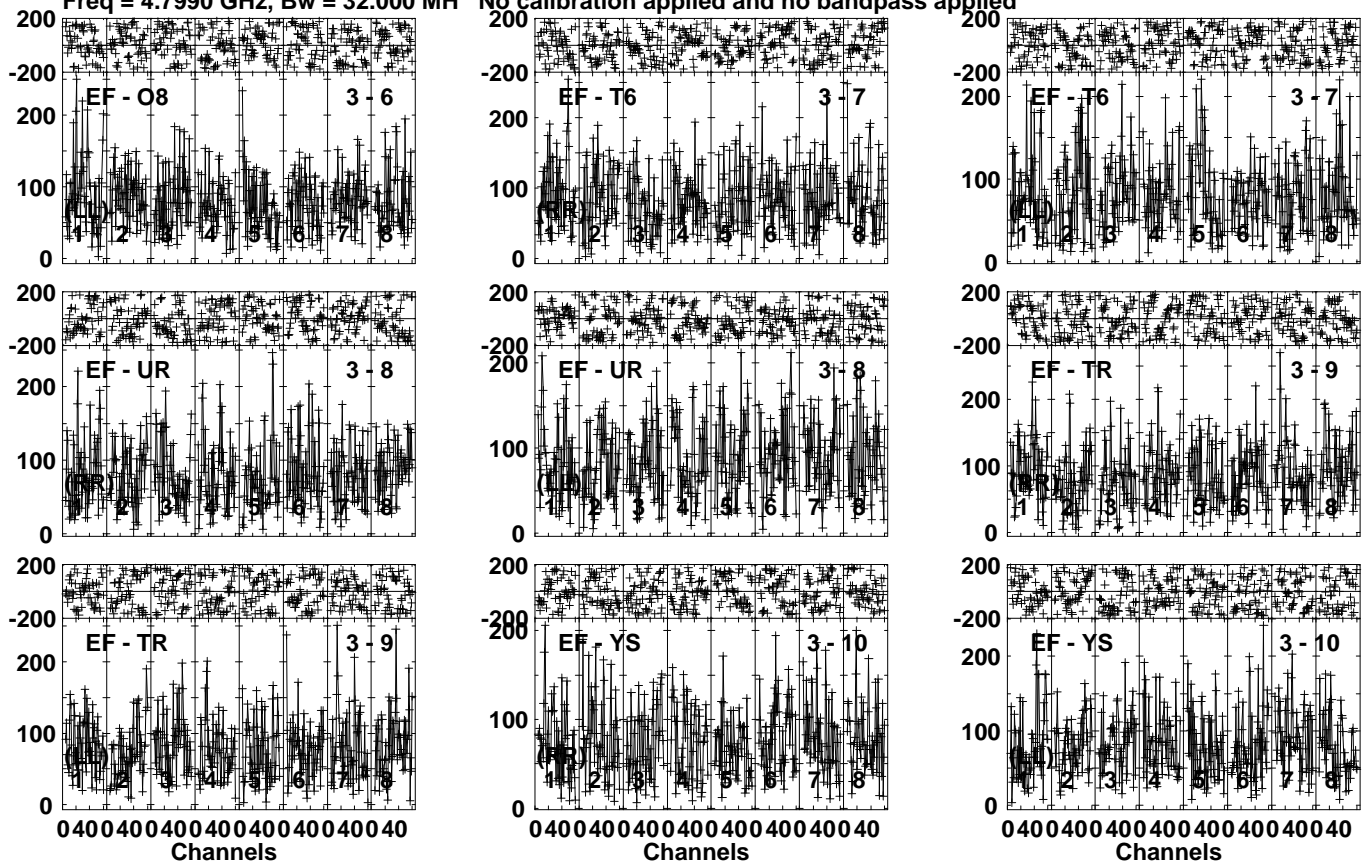 Freq = 4.7990 GHz, Bw = 32.000 MH No calibration applied and no bandpass applied
200
-200
EF - O8 3 - 6
200
100
0
(LL)
1 2 3 4 5 6 7 8
200
-200
EF - T6 3 - 7
200
100
0
(RR)
1 2 3 4 5 6 7 8
200
-200
EF - T6 3 - 7
200
100
0
(LL)
1 2 3 4 5 6 7 8
200
-200
EF - UR 3 - 8
200
100
0
(RR)
1 2 3 4 5 6 7 8
200
-200
EF - UR 3 - 8
200
100
0
(LL)
1 2 3 4 5 6 7 8
200
-200
EF - TR 3 - 9
200
100
0
(RR)
1 2 3 4 5 6 7 8
200
-200
EF - TR 3 - 9
200
100
0
(LL)
1 2 3 4 5 6 7 8
0 40 0 40 0 40 0 40 0 40 0 40 0 40 0 40
Channels
200
-200
EF - YS 3 - 10
200
100
0
(RR)
1 2 3 4 5 6 7 8
0 40 0 40 0 40 0 40 0 40 0 40 0 40 0 40
Channels
200
-200
EF - YS 3 - 10
200
100
0
(LL)
1 2 3 4 5 6 7 8
0 40 0 40 0 40 0 40 0 40 0 40 0 40 0 40
Channels